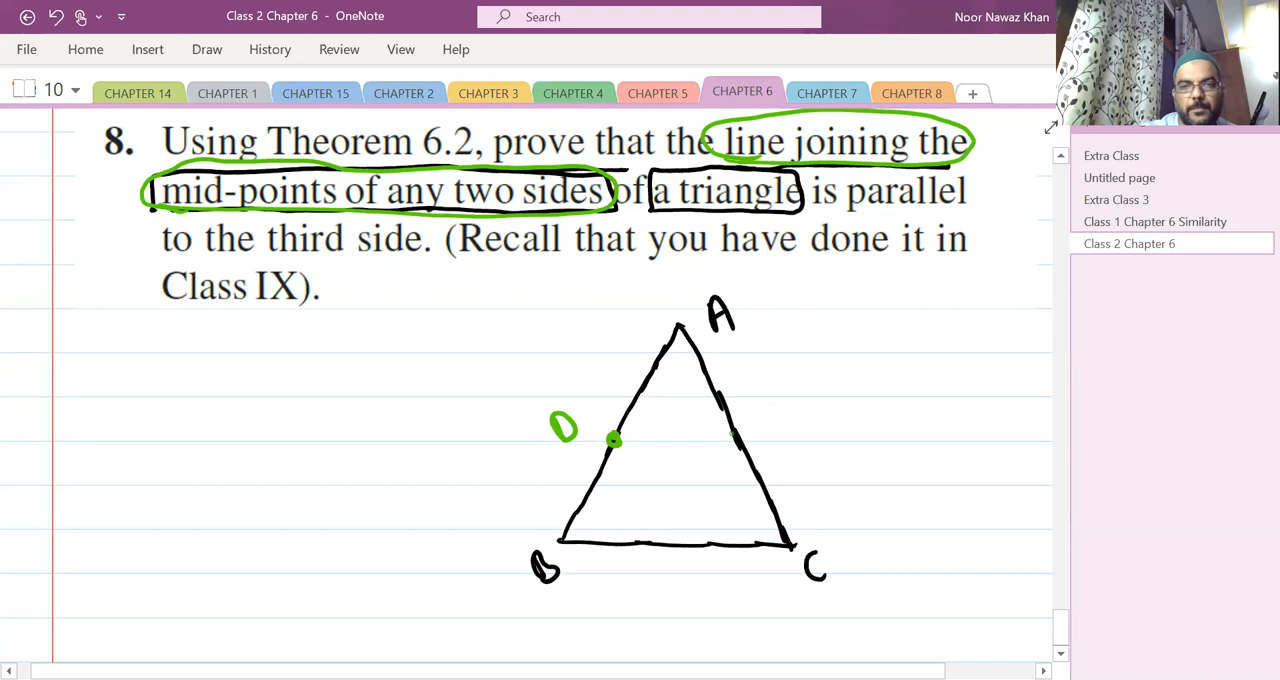 Class 2 Chapter 6 - OneNote
Search
Noor Nawaz Khan
File Home Insert Draw History Review View Help
10 CHAPTER 14 CHAPTER 1 CHAPTER 15 CHAPTER 2 CHAPTER 3 CHAPTER 4 CHAPTER 5 CHAPTER 6 CHAPTER 7 CHAPTER 8 +
8. Using Theorem 6.2, prove that the line joining the
mid-points of any two sides of a triangle is parallel
to the third side. (Recall that you have done it in
Class IX).
A
D
B
C
Extra Class
Untitled page
Extra Class 3
Class 1 Chapter 6 Similarity
Class 2 Chapter 6